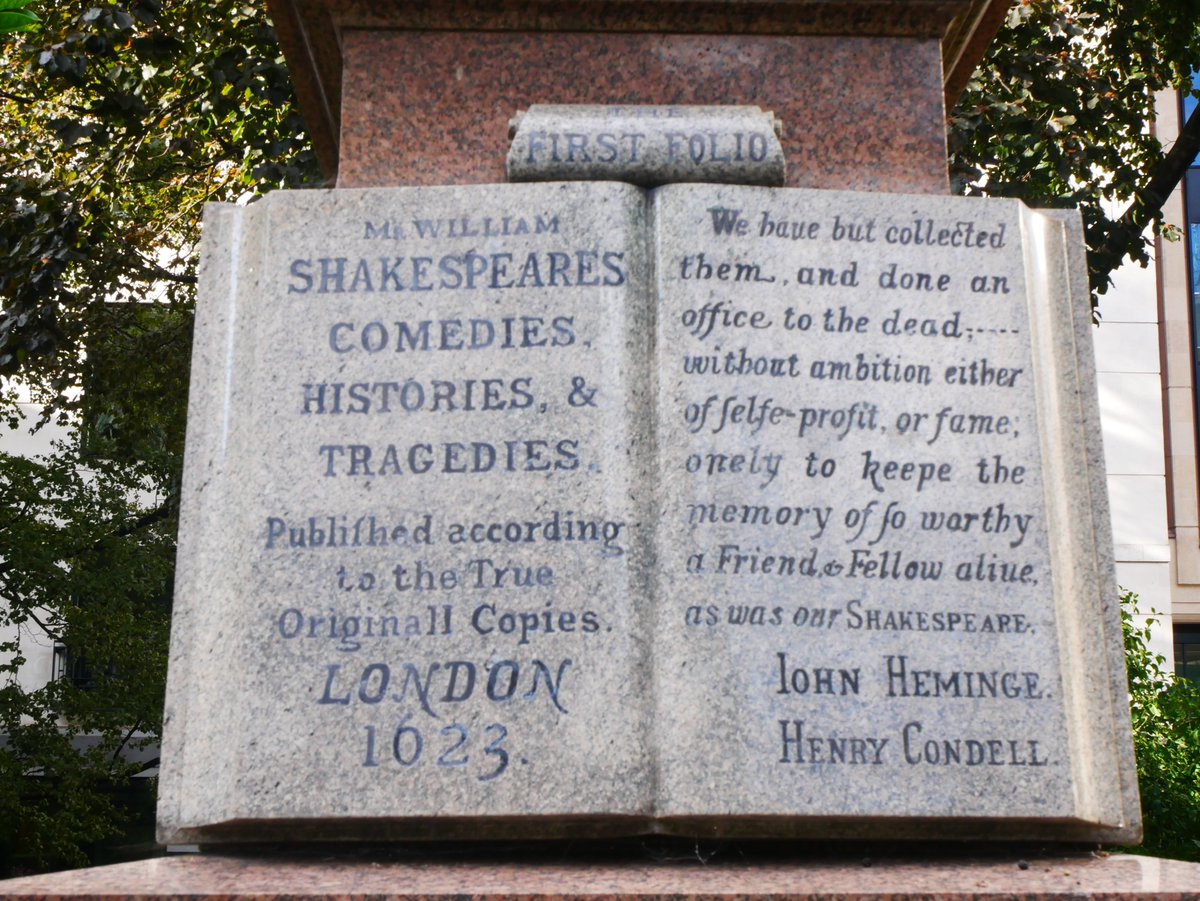 THE
FIRST FOLIO
Mr. WILLIAM
SHAKESPEARES
COMEDIES,
HISTORIES, &
TRAGEDIES.
Publiſhed according
to the True
Originall Copies.
LONDON
1623.
We haue but collected
them, and done an
office to the dead,.....
without ambition either
of ſelfe-profit, or fame;
onely to keepe the
memory of ſo worthy
a Friend, & Fellow aliue,
as was our SHAKESPEARE.
IOHN HEMINGE.
HENRY CONDELL.